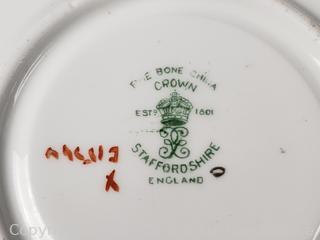 FINE BONE CHINA
CROWN
ESTD 1801
STAFFORDSHIRE
ENGLAND
X